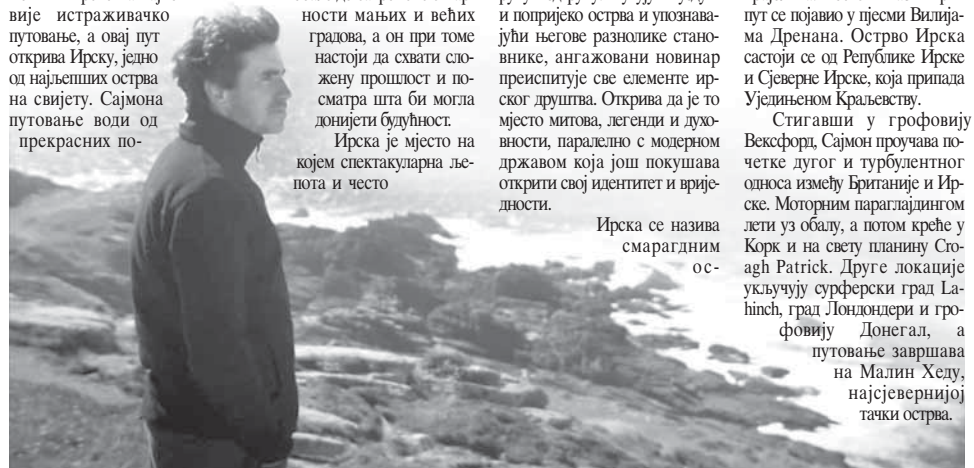 вије истраживачко
путовање, а овај пут
открива Ирску, једно
од најљепших острва
на свијету. Сајмона
путовање води од
прекрасних по-
ности мањих и већих
градова, а он при томе
настоји да схвати сло-
жену прошлост и по-
сматра шта би могла
донијети будућност.
Ирска је мјесто на
којем спектакуларна ље-
пота и често
и попријеко острва и упознава-
јући његове разнолике стано-
внике, ангажовани новинар
преиспитује све елементе ир-
ског друштва. Открива да је то
мјесто митова, легенди и духо-
вности, паралелно с модерном
државом која још покушава
открити свој идентитет и врије-
дности.
Ирска се назива
смарагдним
ос-
пут се појавио у пјесми Вилија-
ма Дренана. Острво Ирска
састоји се од Републике Ирске
и Сјеверне Ирске, која припада
Уједињеном Краљевству.
Стигавши у грофовију
Вексфорд, Сајмон проучава по-
четке дугог и турбулентног
односа између Британије и Ир-
ске. Моторним параглајдингом
лети уз обалу, а потом креће у
Корк и на свету планину Cro-
agh Patrick. Друге локације
укључују сурферски град La-
hinch, град Лондондери и гро-
фовију Донегал, а
путовање завршава
на Малин Хеду,
најсјевернијој
тачки острва.